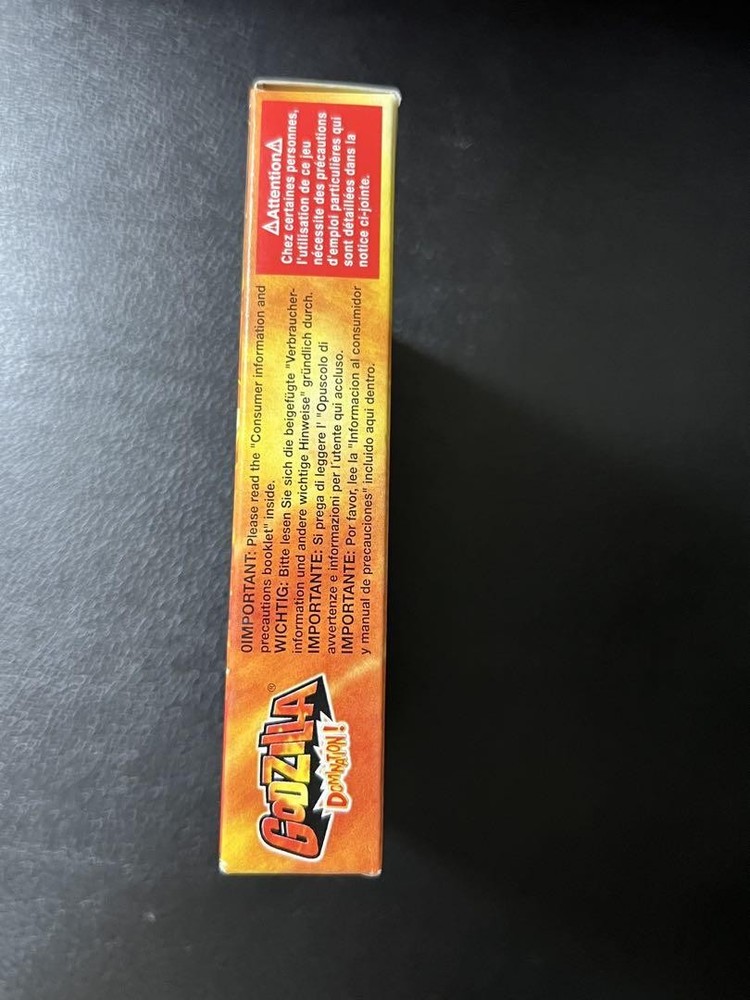 GODZILLA®
DOMINATION!
0IMPORTANT: Please read the "Consumer information and
precautions booklet" inside.
WICHTIG: Bitte lesen Sie sich die beigefügte "Verbraucher-
information und andere wichtige Hinweise" gründlich durch.
IMPORTANTE: Si prega di leggere l' "Opuscolo di
avvertenze e informazioni per l'utente qui accluso.
IMPORTANTE: Por favor, lee la "Informacion al consumidor
y manual de precauciones" incluido aqui dentro.
⚠Attention⚠
Chez certaines personnes,
l'utilisation de ce jeu
nécessite des précautions
d'emploi particulières qui
sont détaillées dans la
notice ci-jointe.